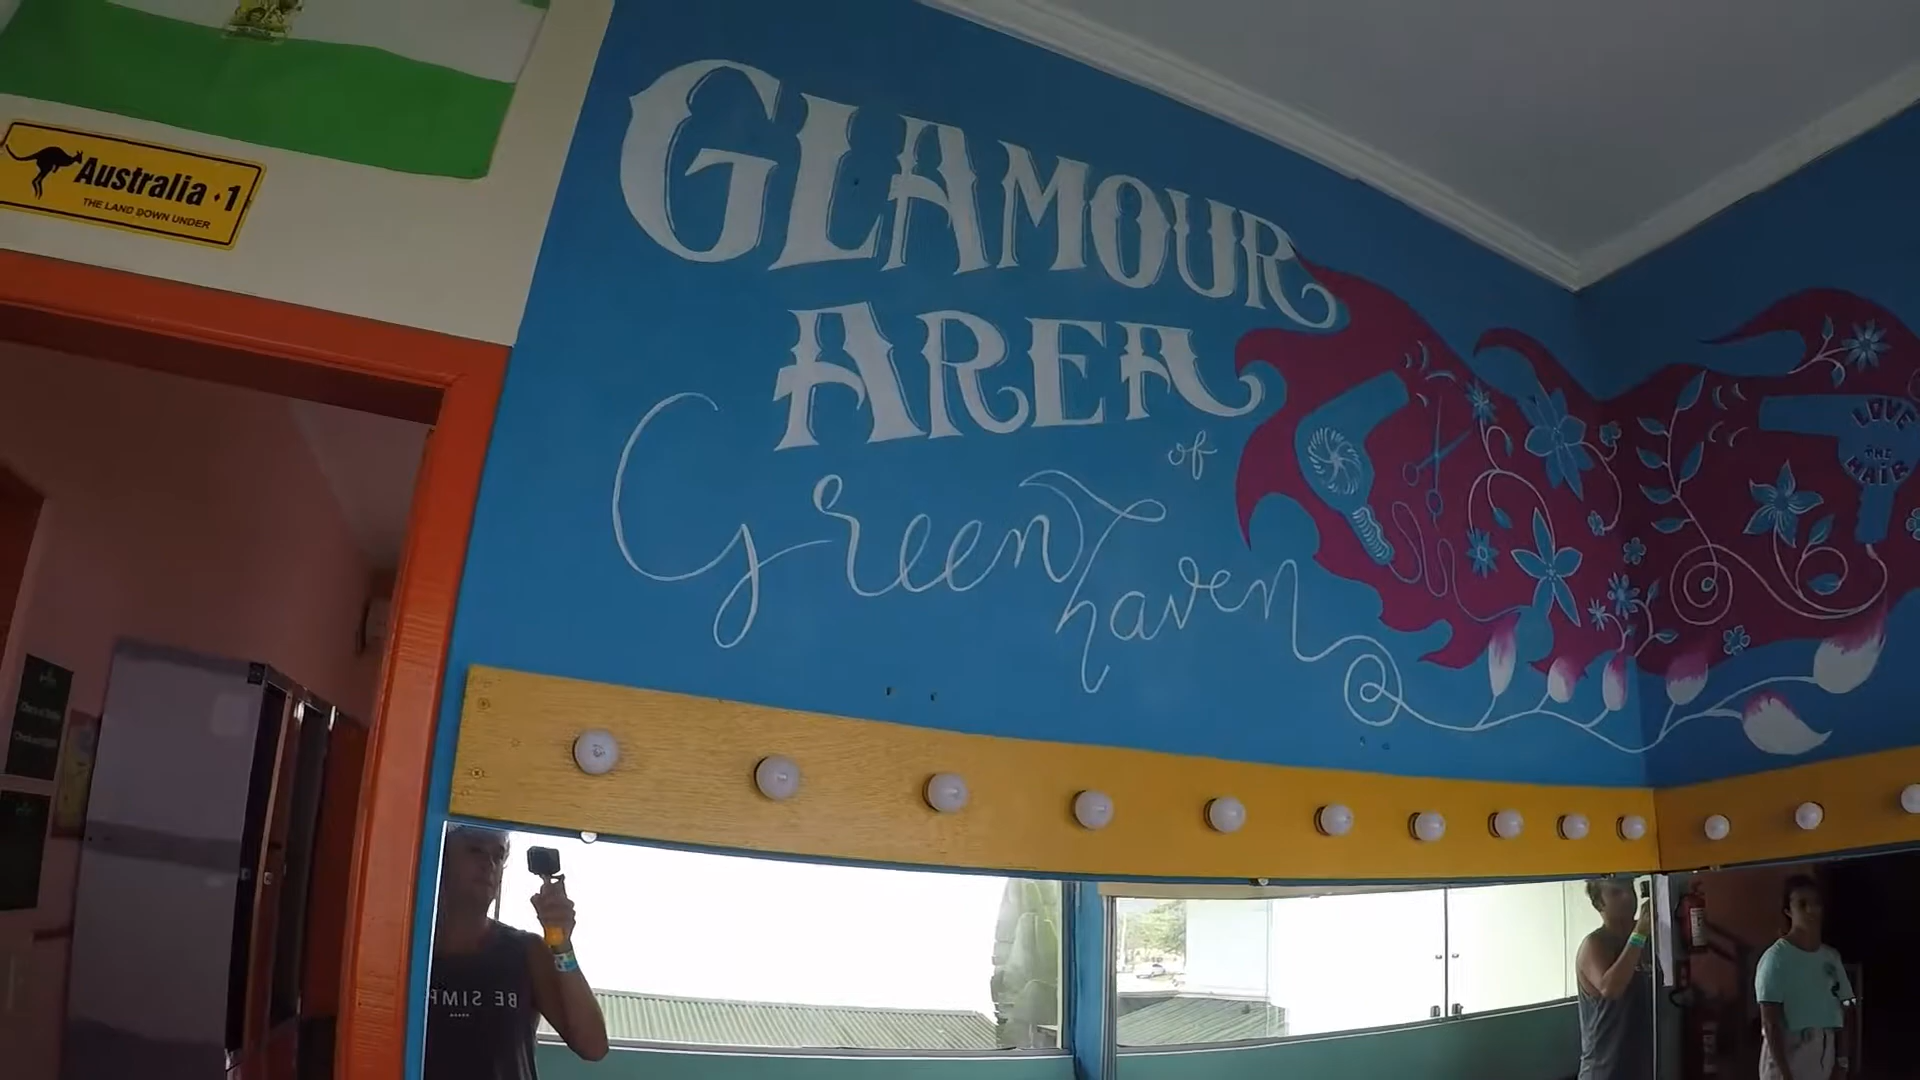 Australia 1
THE LAND DOWN UNDER
GLAMOUR
AREA
of
Green
haven
LOVE
THE
HAIR
BE SIMP